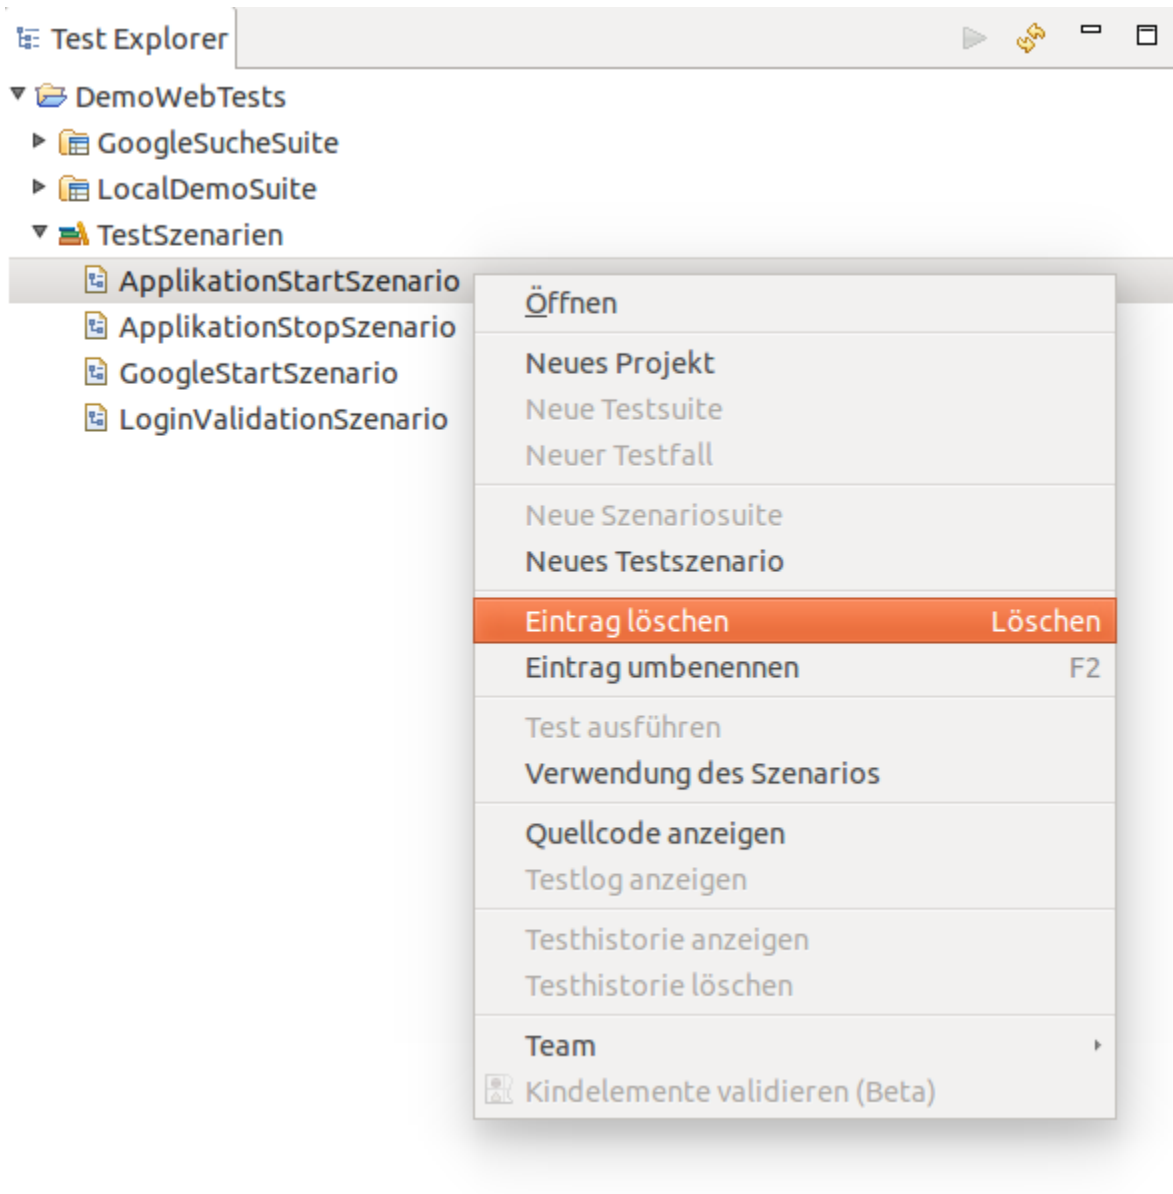 Test Explorer
DemoWebTests
GoogleSucheSuite
LocalDemoSuite
TestSzenarien
ApplikationStartSzenario
ApplikationStopSzenario
GoogleStartSzenario
LoginValidationSzenario
Öffnen
Neues Projekt
Neue Testsuite
Neuer Testfall
Neue Szenariosuite
Neues Testszenario
Eintrag löschen Löschen
Eintrag umbenennen F2
Test ausführen
Verwendung des Szenarios
Quellcode anzeigen
Testlog anzeigen
Testhistorie anzeigen
Testhistorie löschen
Team
Kindelemente validieren (Beta)